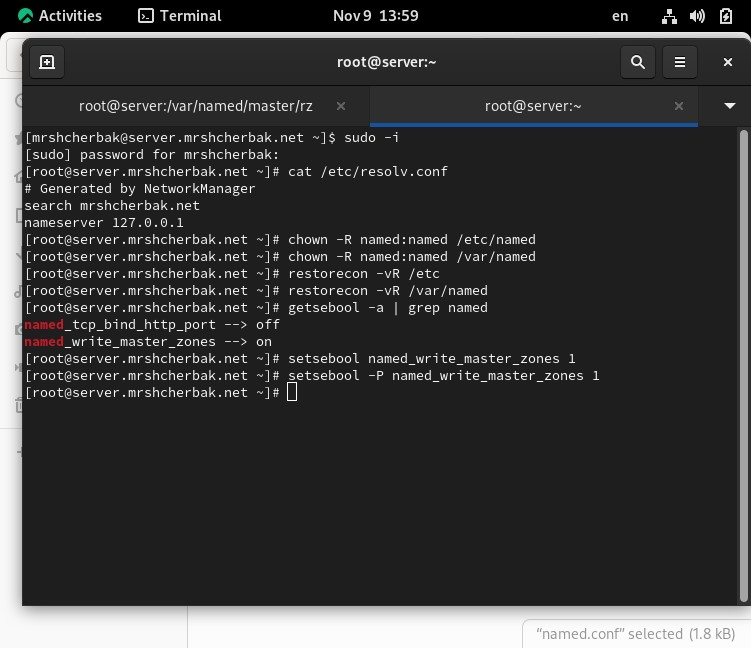 Activities
Terminal
Nov 9 13:59
en
root@server:~
root@server:/var/named/master/rz
root@server:~
[mrshcherbak@server.mrshcherbak.net ~]$ sudo -i
[sudo] password for mrshcherbak:
[root@server.mrshcherbak.net ~]# cat /etc/resolv.conf
# Generated by NetworkManager
search mrshcherbak.net
nameserver 127.0.0.1
[root@server.mrshcherbak.net ~]# chown -R named:named /etc/named
[root@server.mrshcherbak.net ~]# chown -R named:named /var/named
[root@server.mrshcherbak.net ~]# restorecon -vR /etc
[root@server.mrshcherbak.net ~]# restorecon -vR /var/named
[root@server.mrshcherbak.net ~]# getsebool -a | grep named
named_tcp_bind_http_port --> off
named_write_master_zones --> on
[root@server.mrshcherbak.net ~]# setsebool named_write_master_zones 1
[root@server.mrshcherbak.net ~]# setsebool -P named_write_master_zones 1
[root@server.mrshcherbak.net ~]#
“named.conf” selected (1.8 kB)